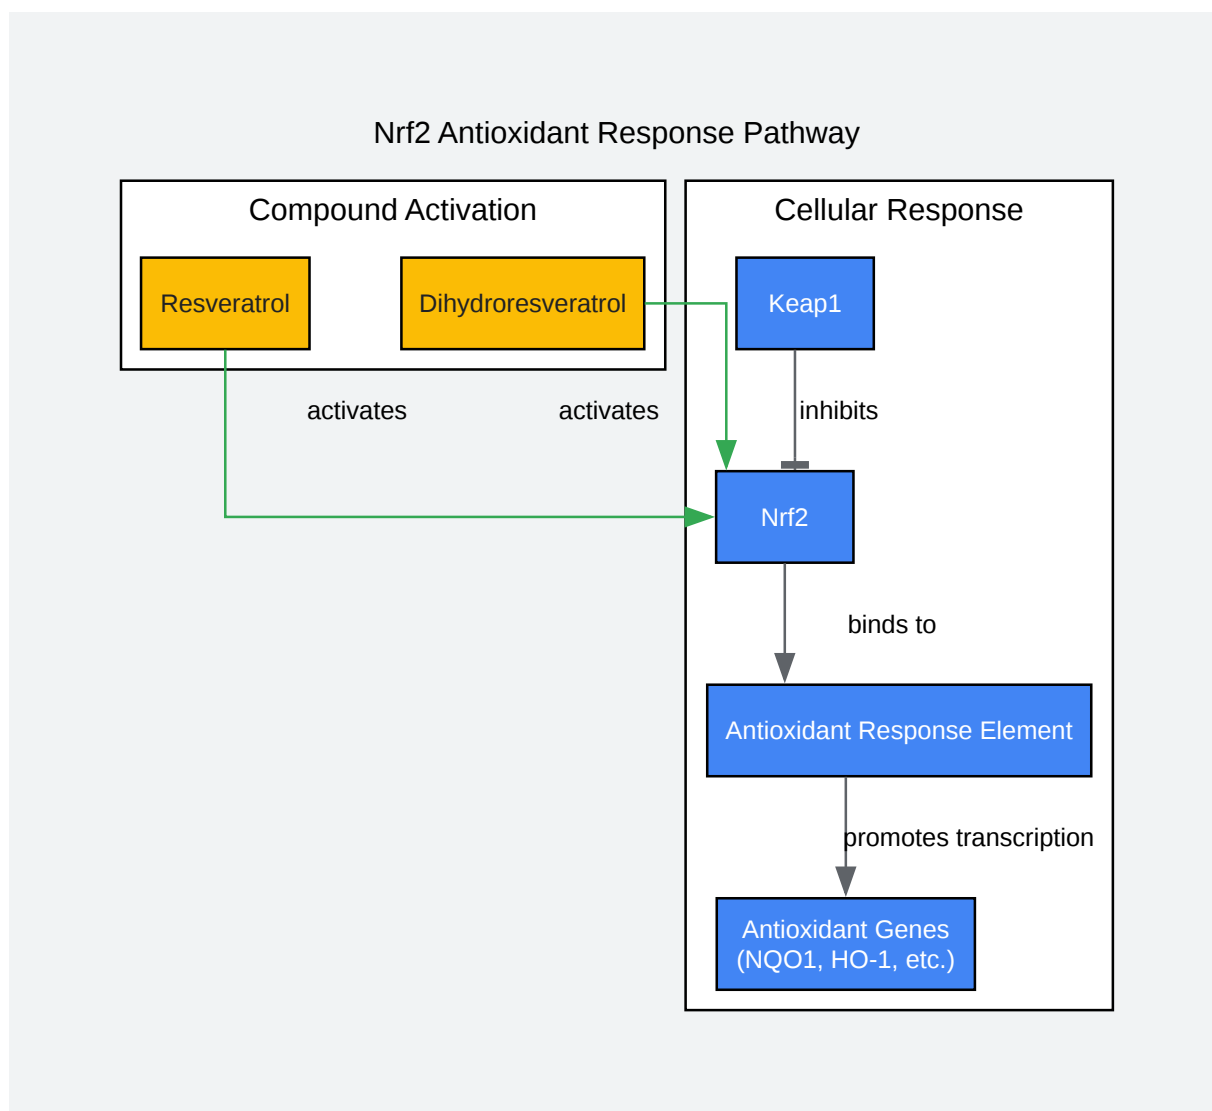 Nrf2 Antioxidant Response Pathway
Compound Activation
Cellular Response
Resveratrol
Dihydroresveratrol
Keap1
activates
activates
inhibits
Nrf2
binds to
Antioxidant Response Element
promotes transcription
Antioxidant Genes
(NQO1, HO-1, etc.)